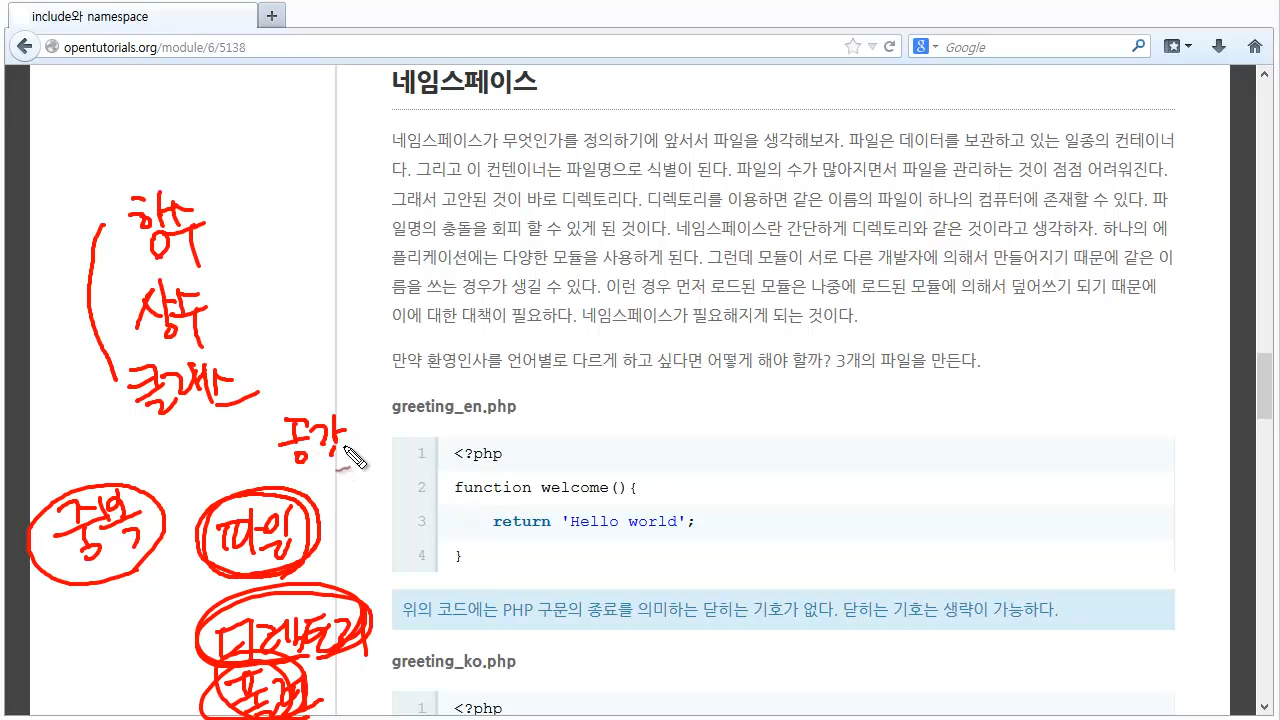 include와 namespace
opentutorials.org/module/6/5138
Google
네임스페이스
네임스페이스가 무엇인가를 정의하기에 앞서서 파일을 생각해보자. 파일은 데이터를 보관하고 있는 일종의 컨테이너
다. 그리고 이 컨텐이너는 파일명으로 식별이 된다. 파일의 수가 많아지면서 파일을 관리하는 것이 점점 어려워진다.
그래서 고안된 것이 바로 디렉토리다. 디렉토리를 이용하면 같은 이름의 파일이 하나의 컴퓨터에 존재할 수 있다. 파
일명의 충돌을 회피 할 수 있게 된 것이다. 네임스페이스란 간단하게 디렉토리와 같은 것이라고 생각하자. 하나의 에
플리케이션에는 다양한 모듈을 사용하게 된다. 그런데 모듈이 서로 다른 개발자에 의해서 만들어지기 때문에 같은 이
름을 쓰는 경우가 생길 수 있다. 이런 경우 먼저 로드된 모듈은 나중에 로드된 모듈에 의해서 덮어쓰기 되기 때문에
이에 대한 대책이 필요하다. 네임스페이스가 필요해지게 되는 것이다.
만약 환영인사를 언어별로 다르게 하고 싶다면 어떻게 해야 할까? 3개의 파일을 만든다.
greeting_en.php
1 <?php
2 function welcome(){
3 return 'Hello world';
4 }
위의 코드에는 PHP 구문의 종료를 의미하는 닫히는 기호가 없다. 닫히는 기호는 생략이 가능하다.
greeting_ko.php
1 <?php
함수
상수
클래스
중복
파일
디렉토리